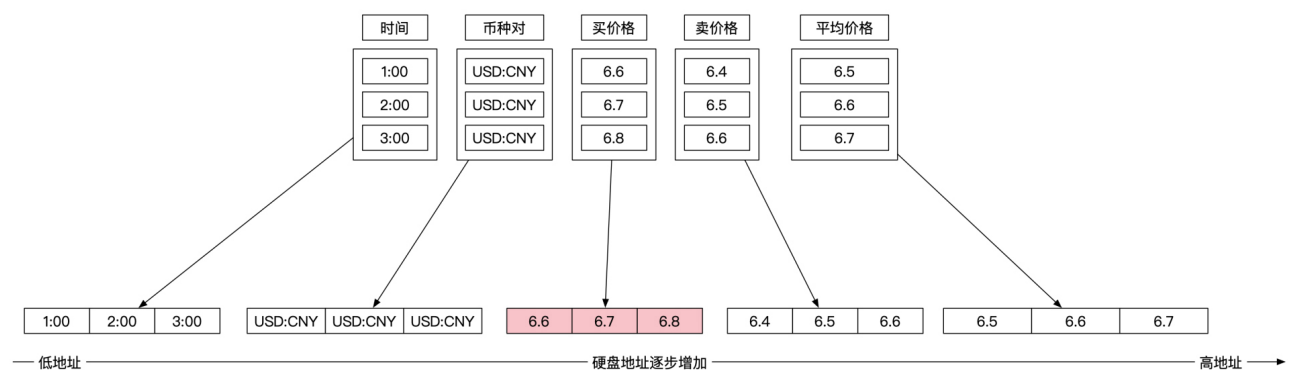 时间 币种对 买价格 卖价格 平均价格
1:00 USD:CNY 6.6 6.4 6.5
2:00 USD:CNY 6.7 6.5 6.6
3:00 USD:CNY 6.8 6.6 6.7
1:00 2:00 3:00 USD:CNY USD:CNY USD:CNY 6.6 6.7 6.8 6.4 6.5 6.6 6.5 6.6 6.7
低地址 硬盘地址逐步增加 高地址